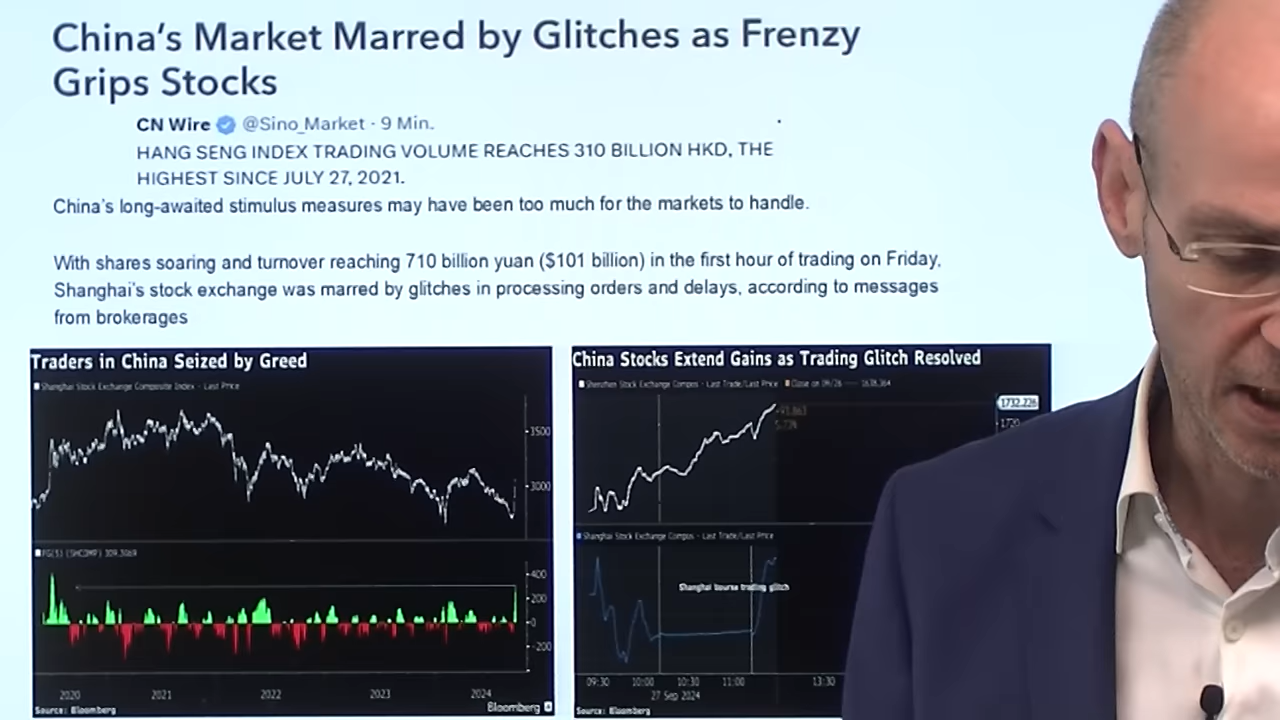 China's Market Marred by Glitches as Frenzy
Grips Stocks
CN Wire @Sino_Market · 9 Min.
HANG SENG INDEX TRADING VOLUME REACHES 310 BILLION HKD, THE
HIGHEST SINCE JULY 27, 2021.
China's long-awaited stimulus measures may have been too much for the markets to handle.
With shares soaring and turnover reaching 710 billion yuan ($101 billion) in the first hour of trading on Friday,
Shanghai's stock exchange was marred by glitches in processing orders and delays, according to messages
from brokerages
Traders in China Seized by Greed
Shanghai Stock Exchange Composite Index - Last Price
3500
3000
400
200
0
-200
2020 2021 2022 2023 2024
Source: Bloomberg
Bloomberg
China Stocks Extend Gains as Trading Glitch Resolved
Shenzhen Stock Exchange Compos - Last Trade/Last Price Close on 09/26 1638.364
1732.226
1720
Shanghai Stock Exchange Compos - Last Trade/Last Price
Shanghai bourse trading glitch
09:30 10:00 10:30 11:00 13:30
27 Sep 2024
Source: Bloomberg